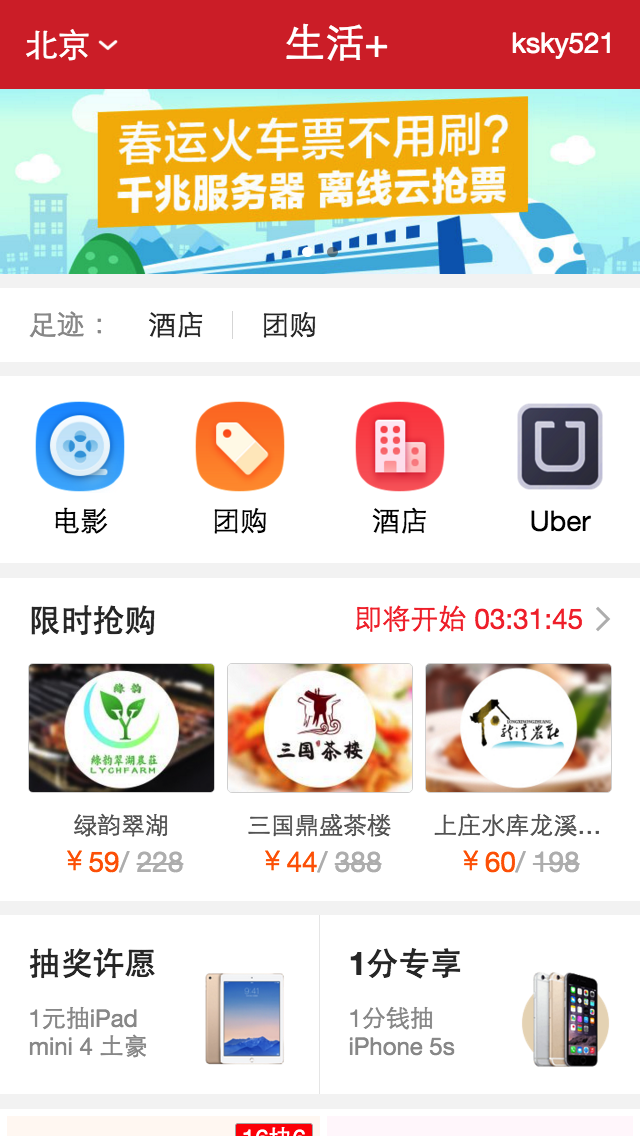 北京
生活+
ksky521
春运火车票不用刷?
千兆服务器 离线云抢票
足迹：
酒店
团购
电影
团购
酒店
Uber
限时抢购
即将开始 03:31:45
绿韵
绿韵翠湖農莊
LYCHFARM
三国茶楼
绿韵翠湖
三国鼎盛茶楼
上庄水库龙溪...
￥59/ 228
￥44/ 388
￥60/ 198
抽奖许愿
1元抽iPad
mini 4 土豪
9:41
1分专享
1分钱抽
iPhone 5s